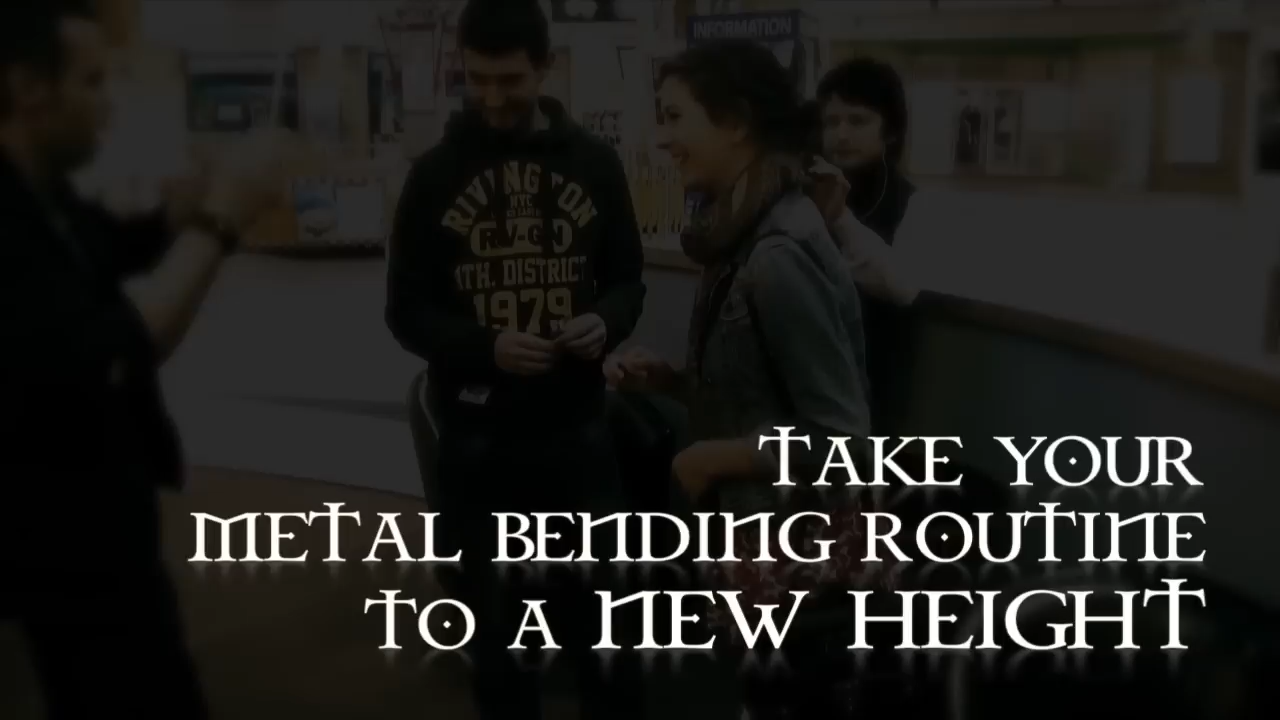 INFORMATION
RIVINGTON
NYC
RV-GN
4TH. DISTRICT
1979
TAKE YOUR
METAL BENDING ROUTINE
TO A NEW HEIGHT